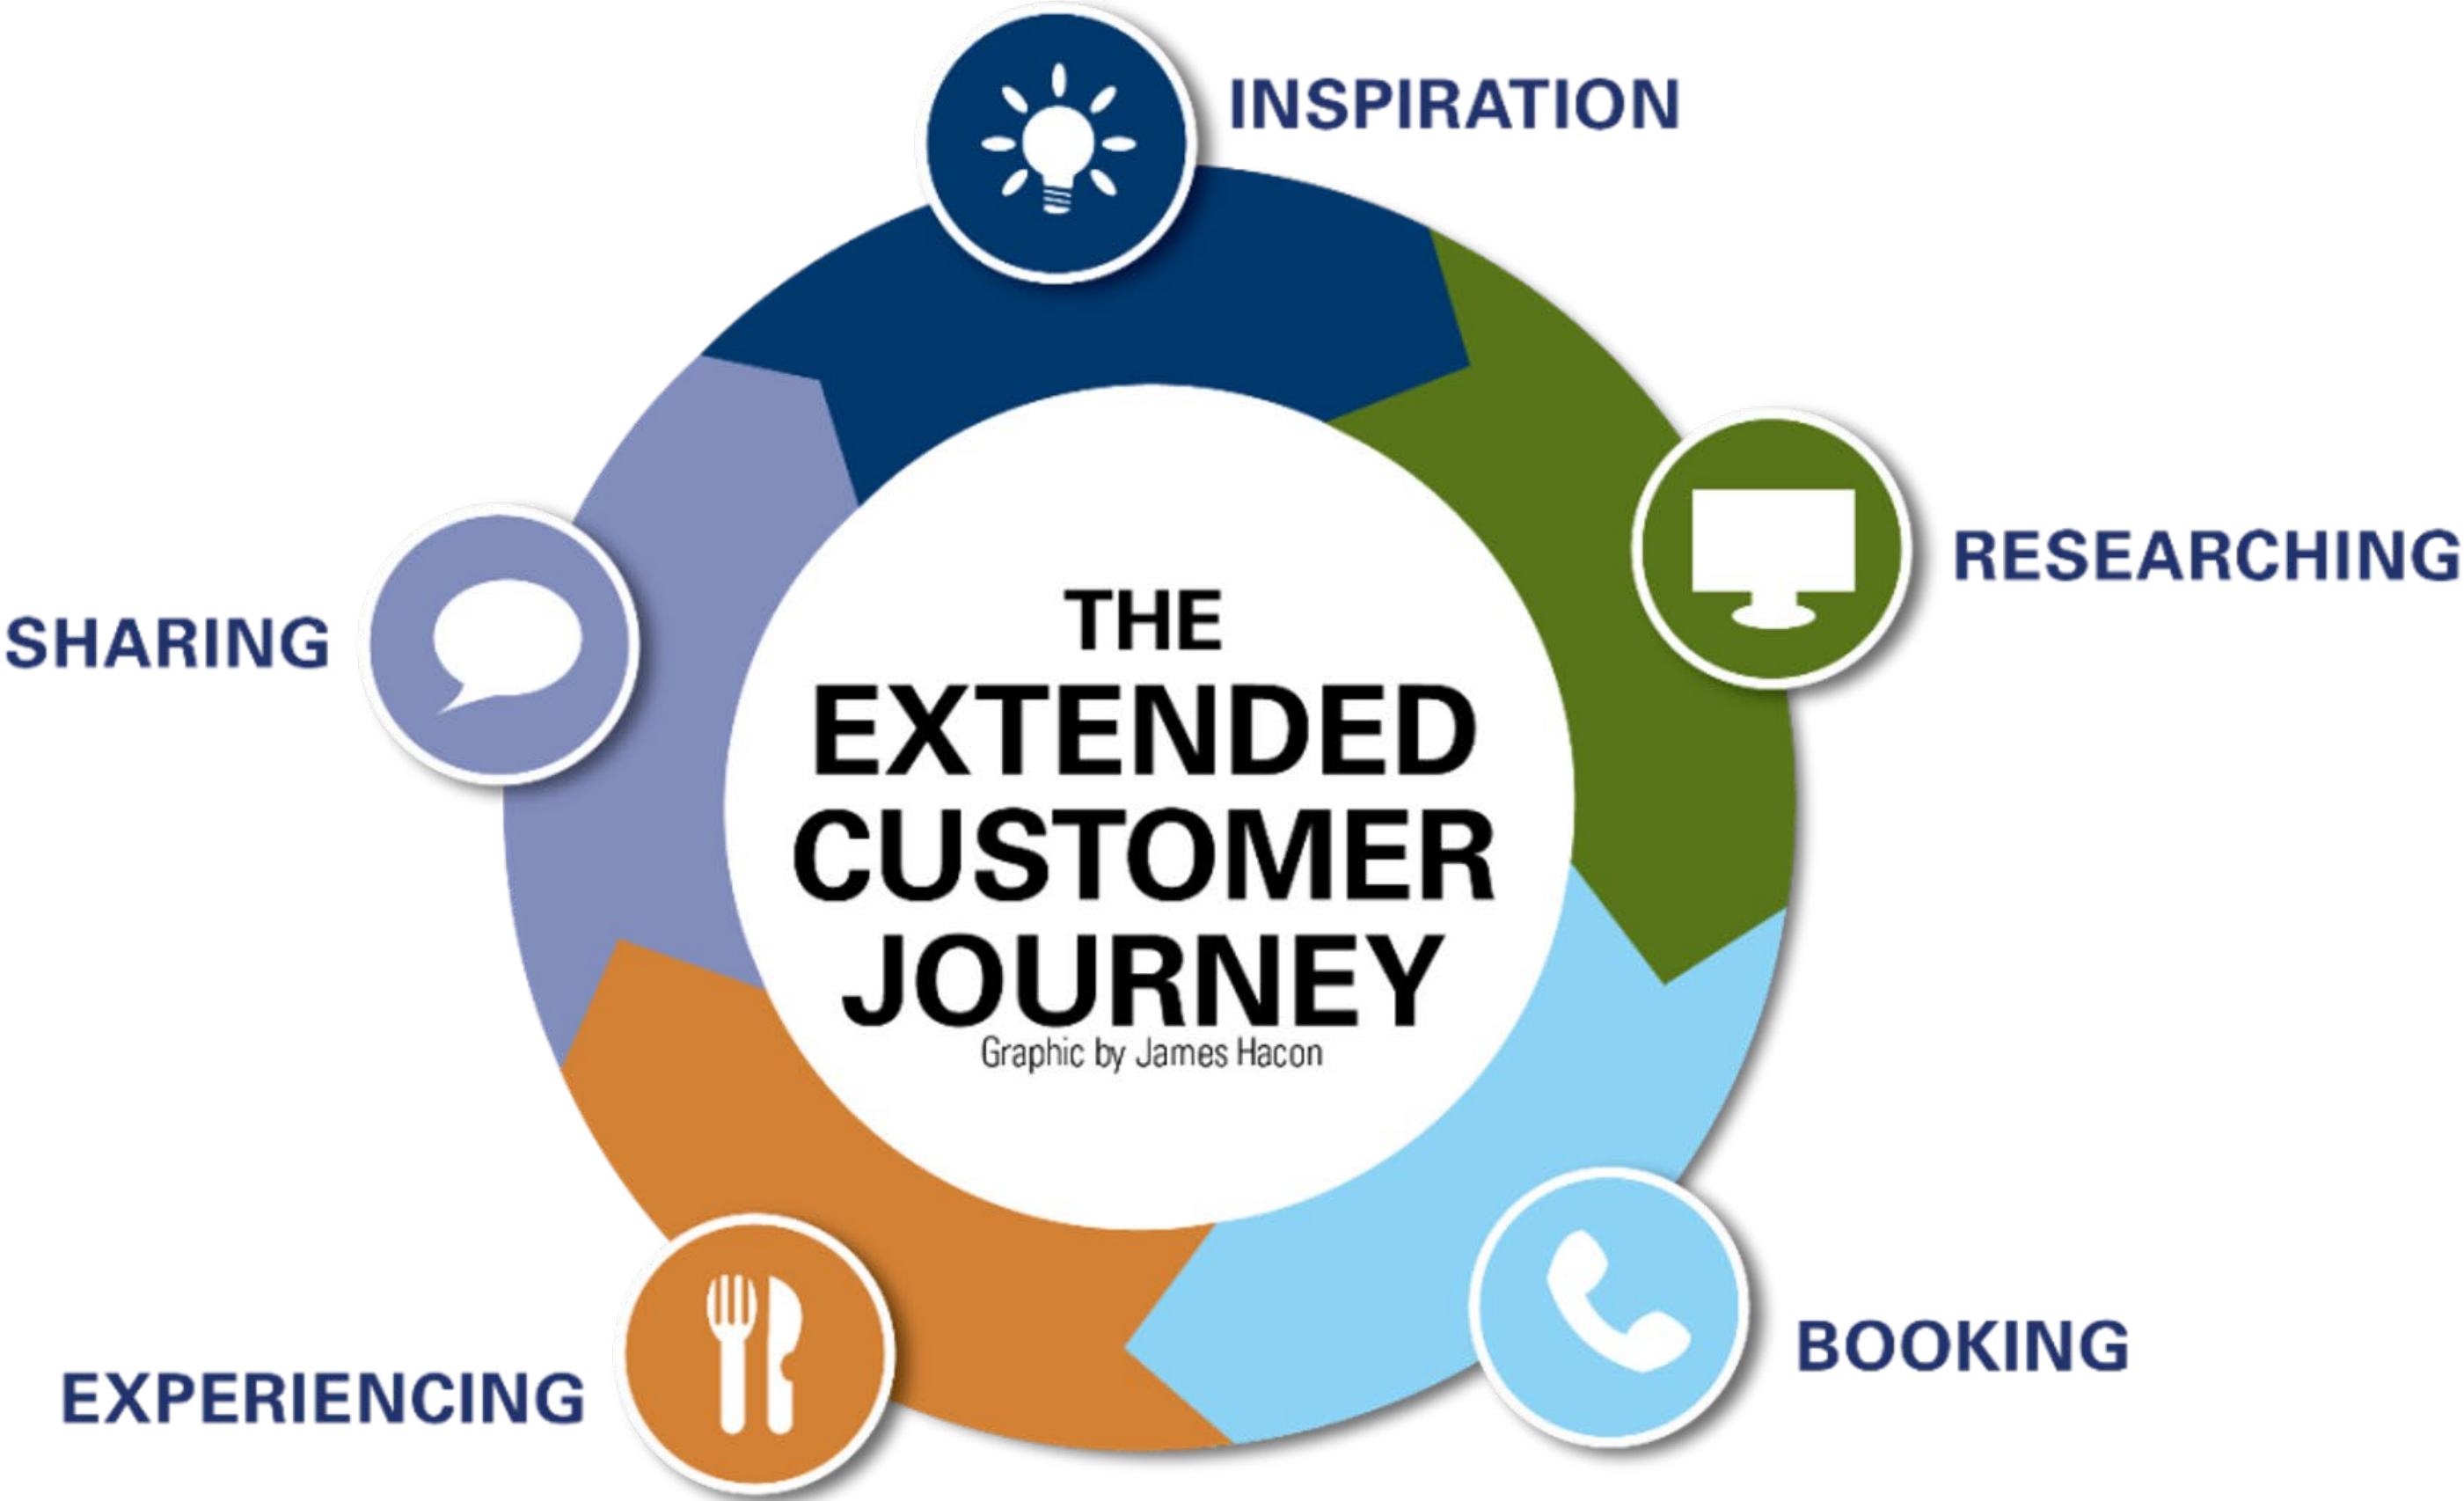 INSPIRATION
RESEARCHING
SHARING
THE
EXTENDED
CUSTOMER
JOURNEY
Graphic by James Hacon
BOOKING
EXPERIENCING